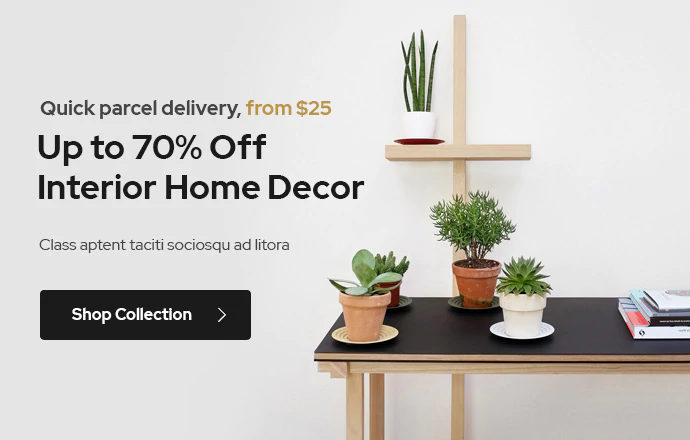 Quick parcel delivery, from $25
Up to 70% Off
Interior Home Decor
Class aptent taciti sociosqu ad litora
Shop Collection